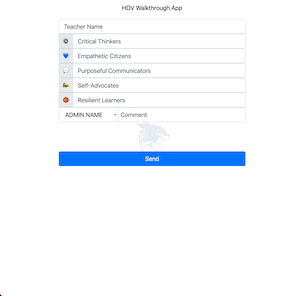 HDV Walkthrough App
Teacher Name
Critical Thinkers
Empathetic Citizens
Purposeful Communicators
Self-Advocates
Resilient Learners
ADMIN NAME Comment
Send